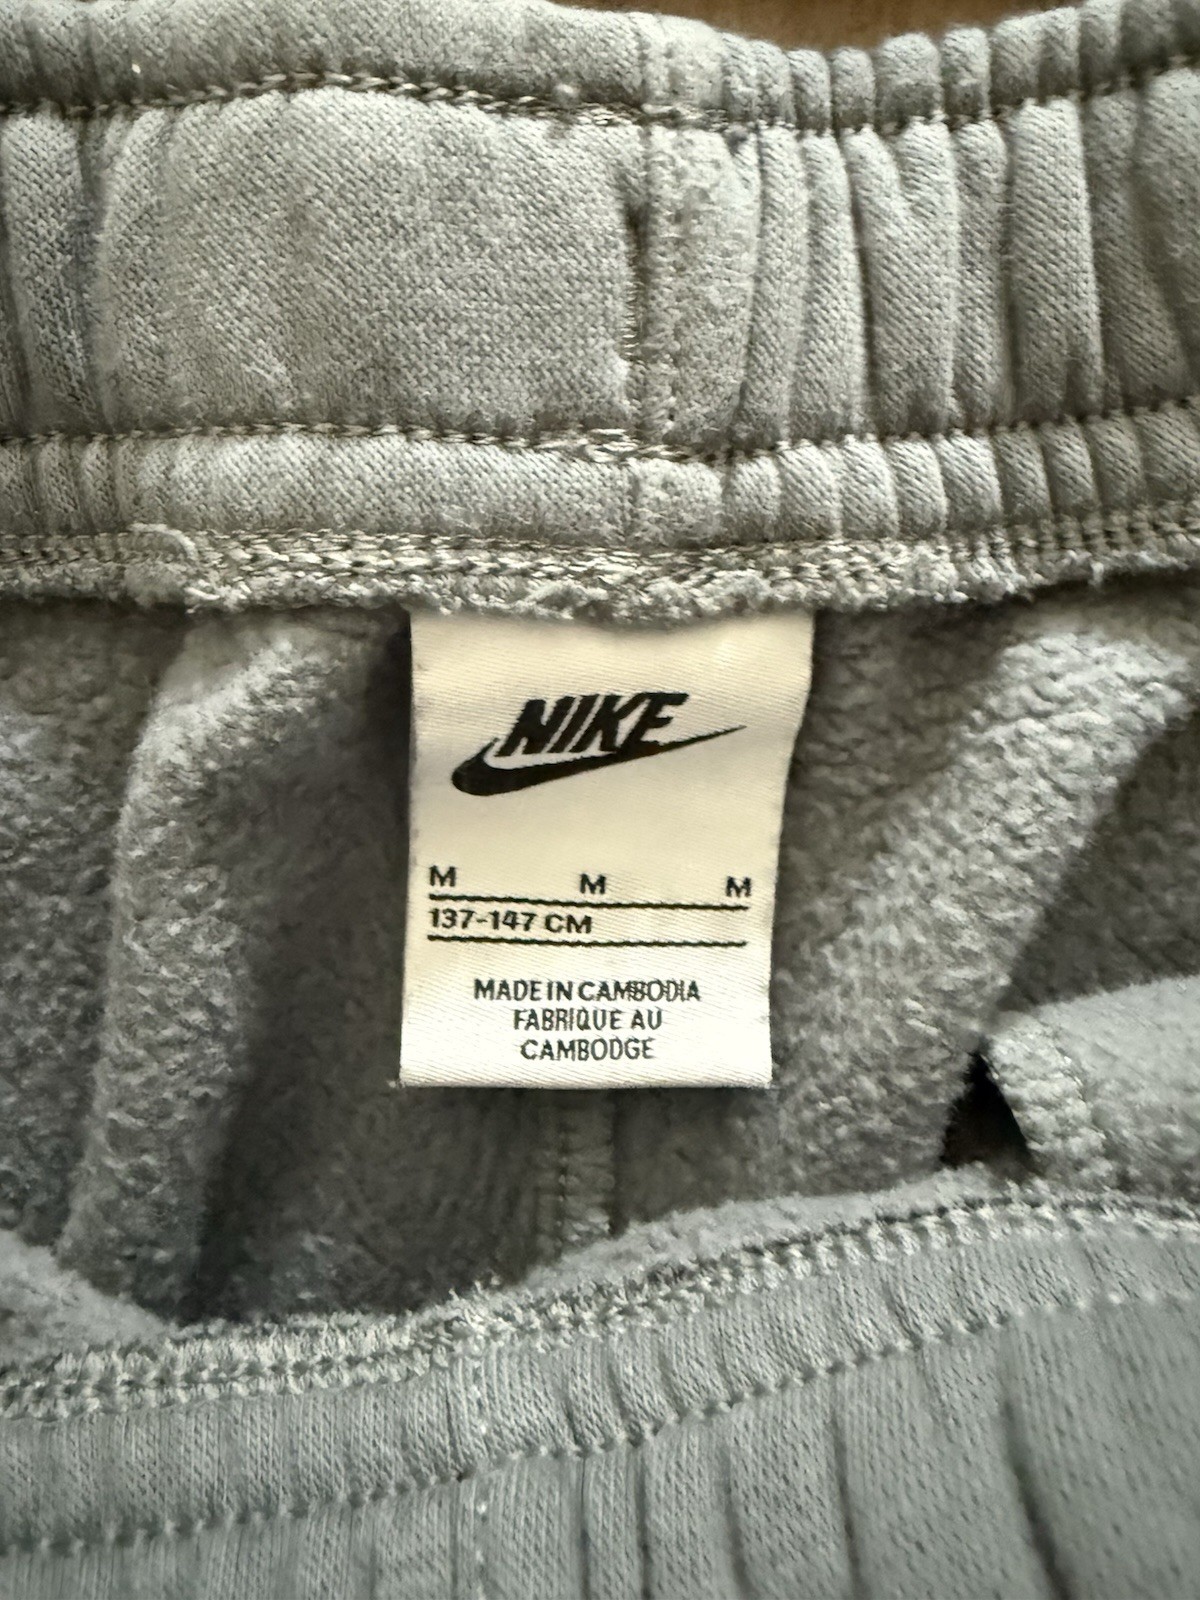 NIKE
M M M
137-147 CM
MADE IN CAMBODIA
FABRIQUE AU
CAMBODGE